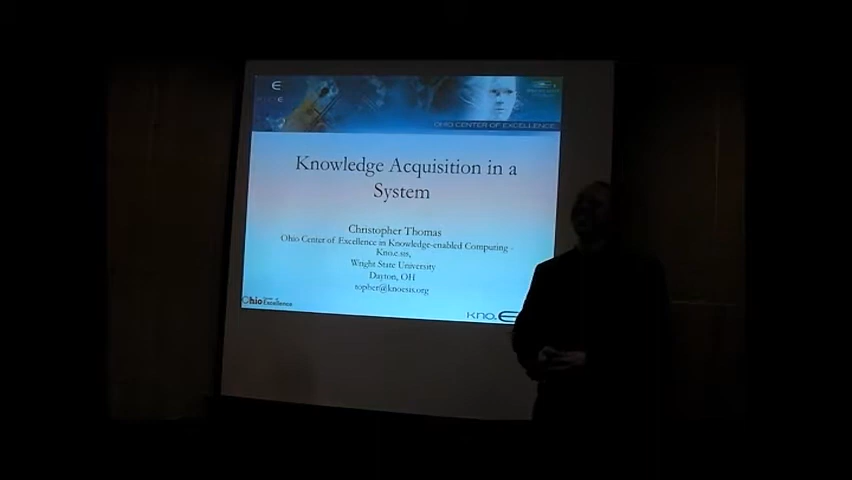 OHIO CENTER OF EXCELLENCE
Knowledge Acquisition in a
System
Christopher Thomas
Ohio Center of Excellence in Knowledge-enabled Computing -
Kno.e.sis,
Wright State University
Dayton, OH
topher@knoesis.org
Ohio
Excellence
kno.e